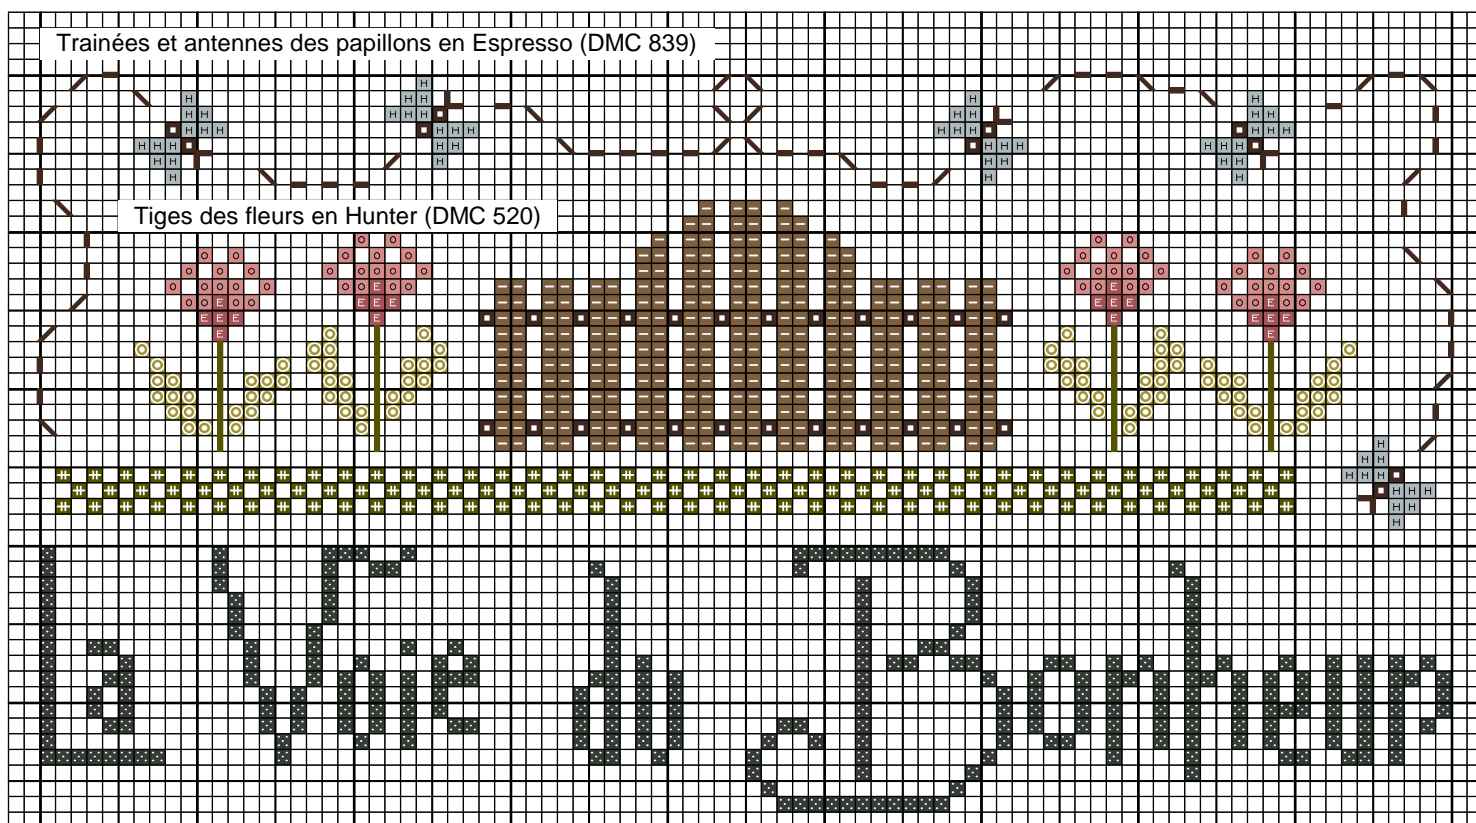 Trainées et antennes des papillons en Espresso (DMC 839)
Tiges des fleurs en Hunter (DMC 520)
La Voie du Bonheur